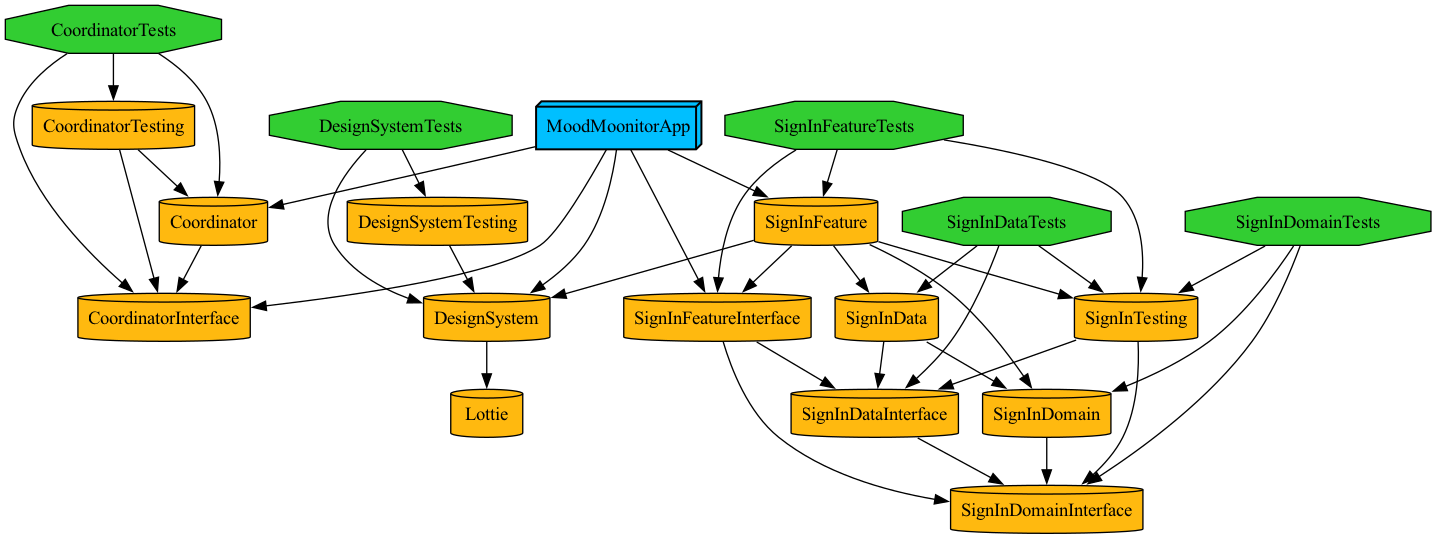 CoordinatorTests
CoordinatorTesting
DesignSystemTests
MoodMoonitorApp
SignInFeatureTests
Coordinator
DesignSystemTesting
SignInFeature
SignInDataTests
SignInDomainTests
CoordinatorInterface
DesignSystem
SignInFeatureInterface
SignInData
SignInTesting
Lottie
SignInDataInterface
SignInDomain
SignInDomainInterface